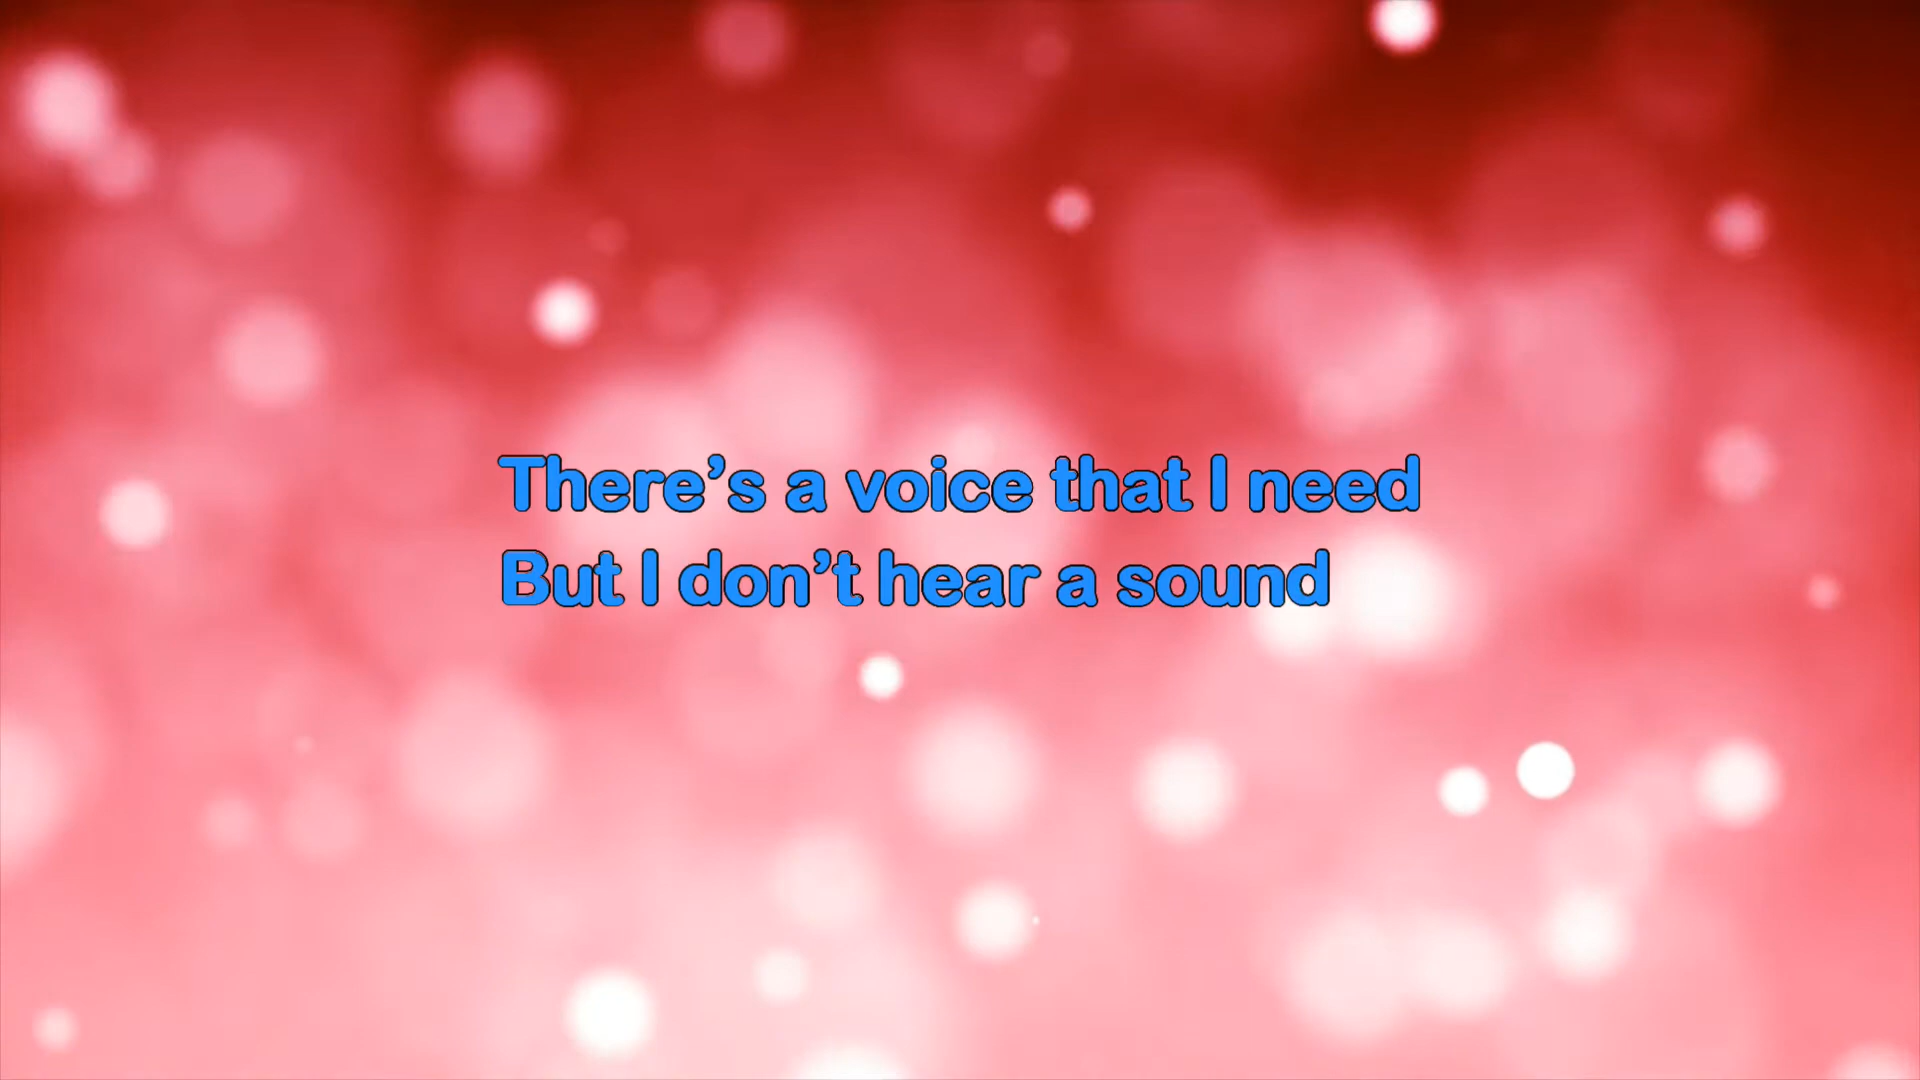 There’s a voice that I need
But I don’t hear a sound